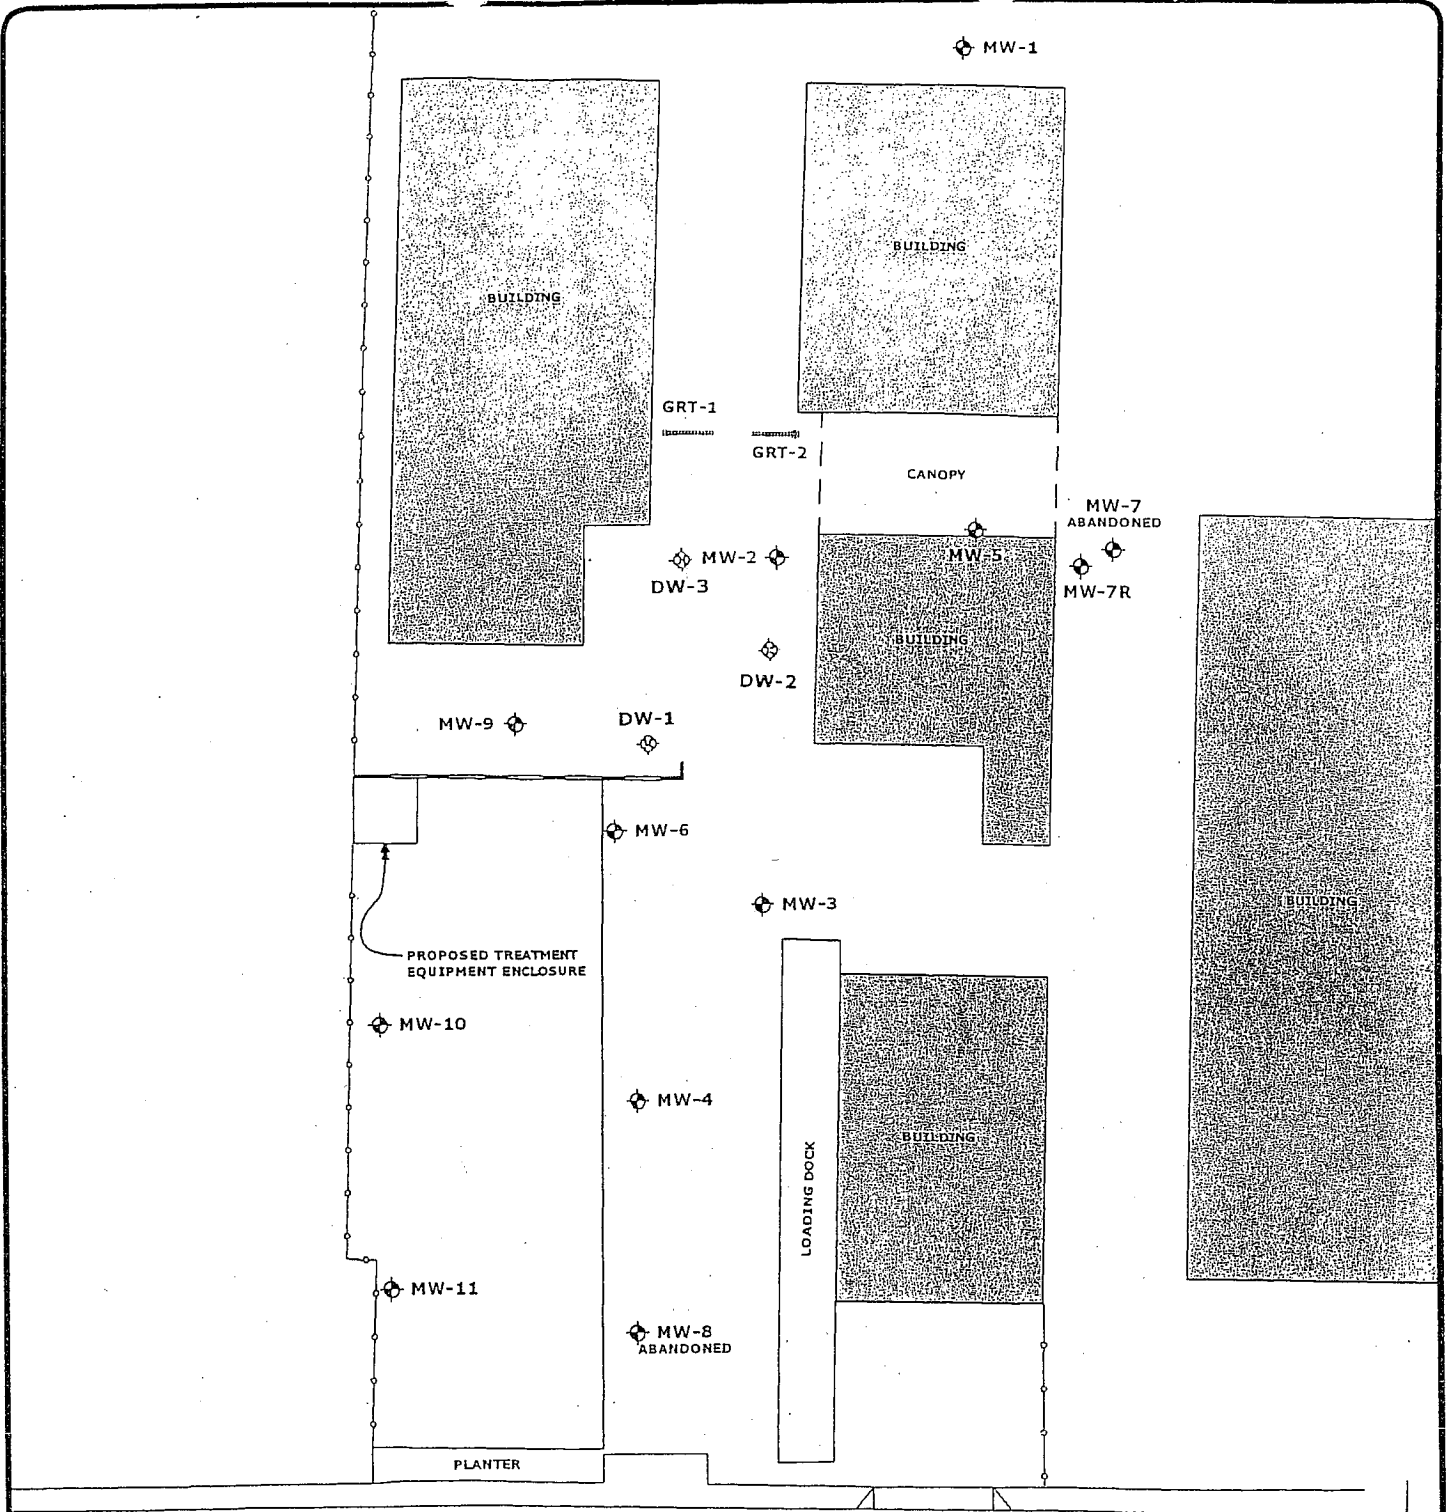 MW-1
BUILDING
BUILDING
GRT-1
GRT-2
CANOPY
MW-7
ABANDONED
MW-2
MW-5
DW-3
MW-7R
BUILDING
DW-2
MW-9
DW-1
MW-6
BUILDING
MW-3
PROPOSED TREATMENT
EQUIPMENT ENCLOSURE
MW-10
MW-4
BUILDING
LOADING DOCK
MW-11
MW-8
ABANDONED
PLANTER